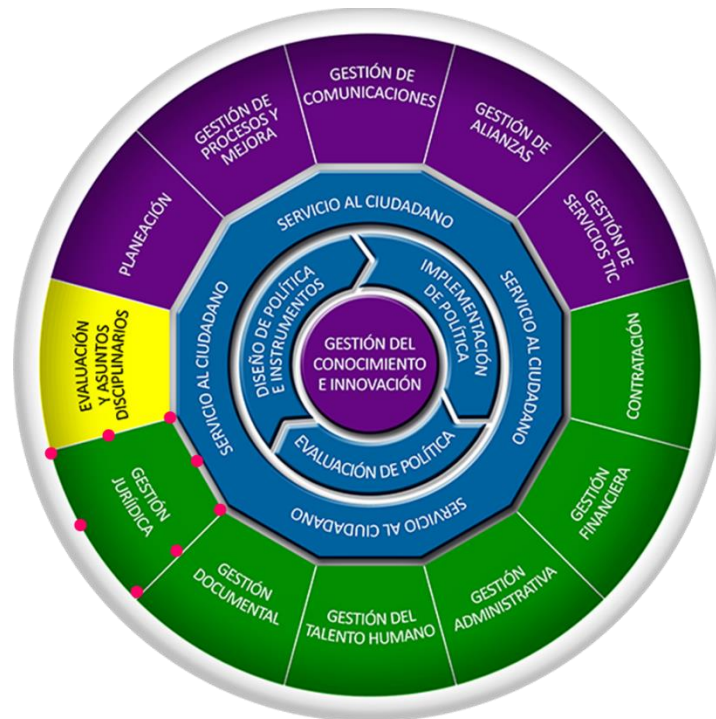 GESTIÓN DE
COMUNICACIONES
GESTIÓN DE
ALIANZAS
GESTIÓN DE
SERVICIOS TIC
CONTRATACIÓN
GESTIÓN
FINANCIERA
GESTIÓN
ADMINISTRATIVA
GESTIÓN DEL
TALENTO HUMANO
GESTIÓN
DOCUMENTAL
GESTIÓN
JURÍIDICA
EVALUACIÓN
Y ASUNTOS
DISCIPLINARIOS
PLANEACIÓN
GESTIÓN DE
PROCESOS Y
MEJORA
SERVICIO AL CIUDADANO
SERVICIO AL CIUDADANO
SERVICIO AL CIUDADANO
SERVICIO AL CIUDADANO
DISEÑO DE POLÍTICA
E INSTRUMENTOS
IMPLEMENTACIÓN
DE POLÍTICA
EVALUACIÓN DE POLÍTICA
GESTIÓN DEL
CONOCIMIENTO
E INNOVACIÓN